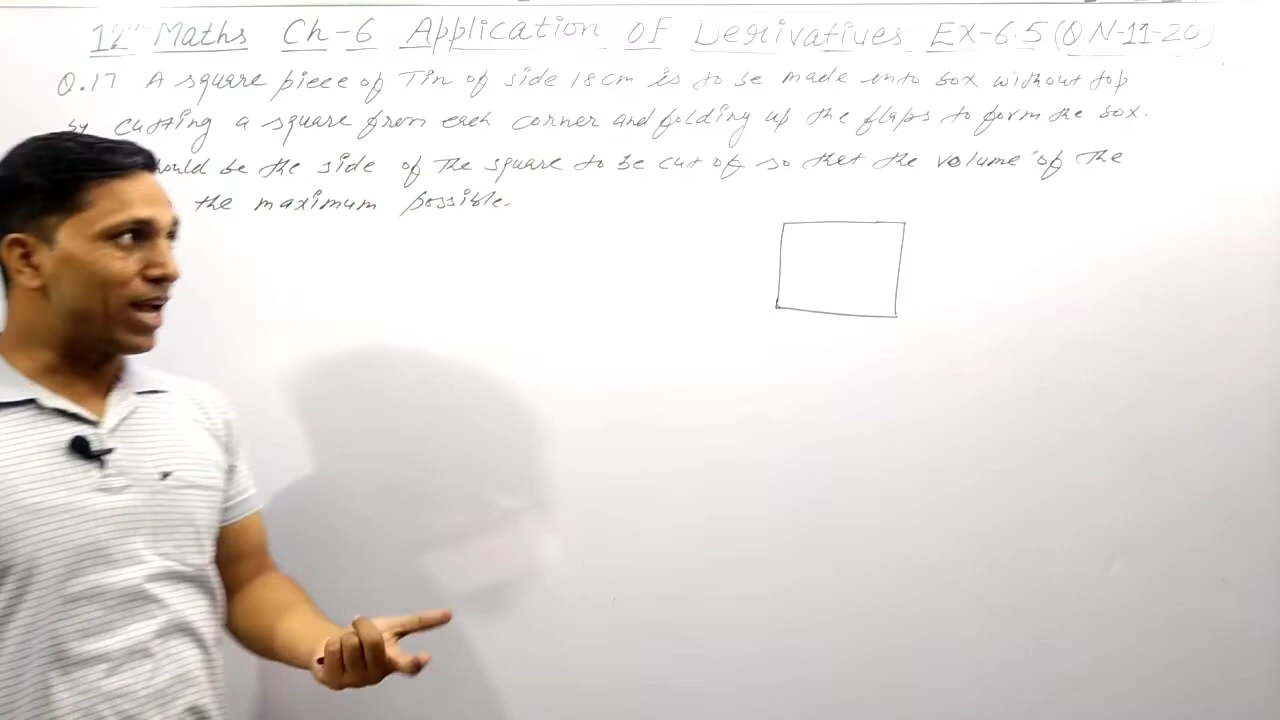 12th Maths Ch-6 Application OF Derivatives EX-6.5 (Q.N-11-20)
Q.17 A square piece of Tin of side 18cm is to be made into box without top
by cutting a square from each corner and folding up the flaps to form the box.
should be the side of the square to be cut of so that the volume of the
the maximum possible.